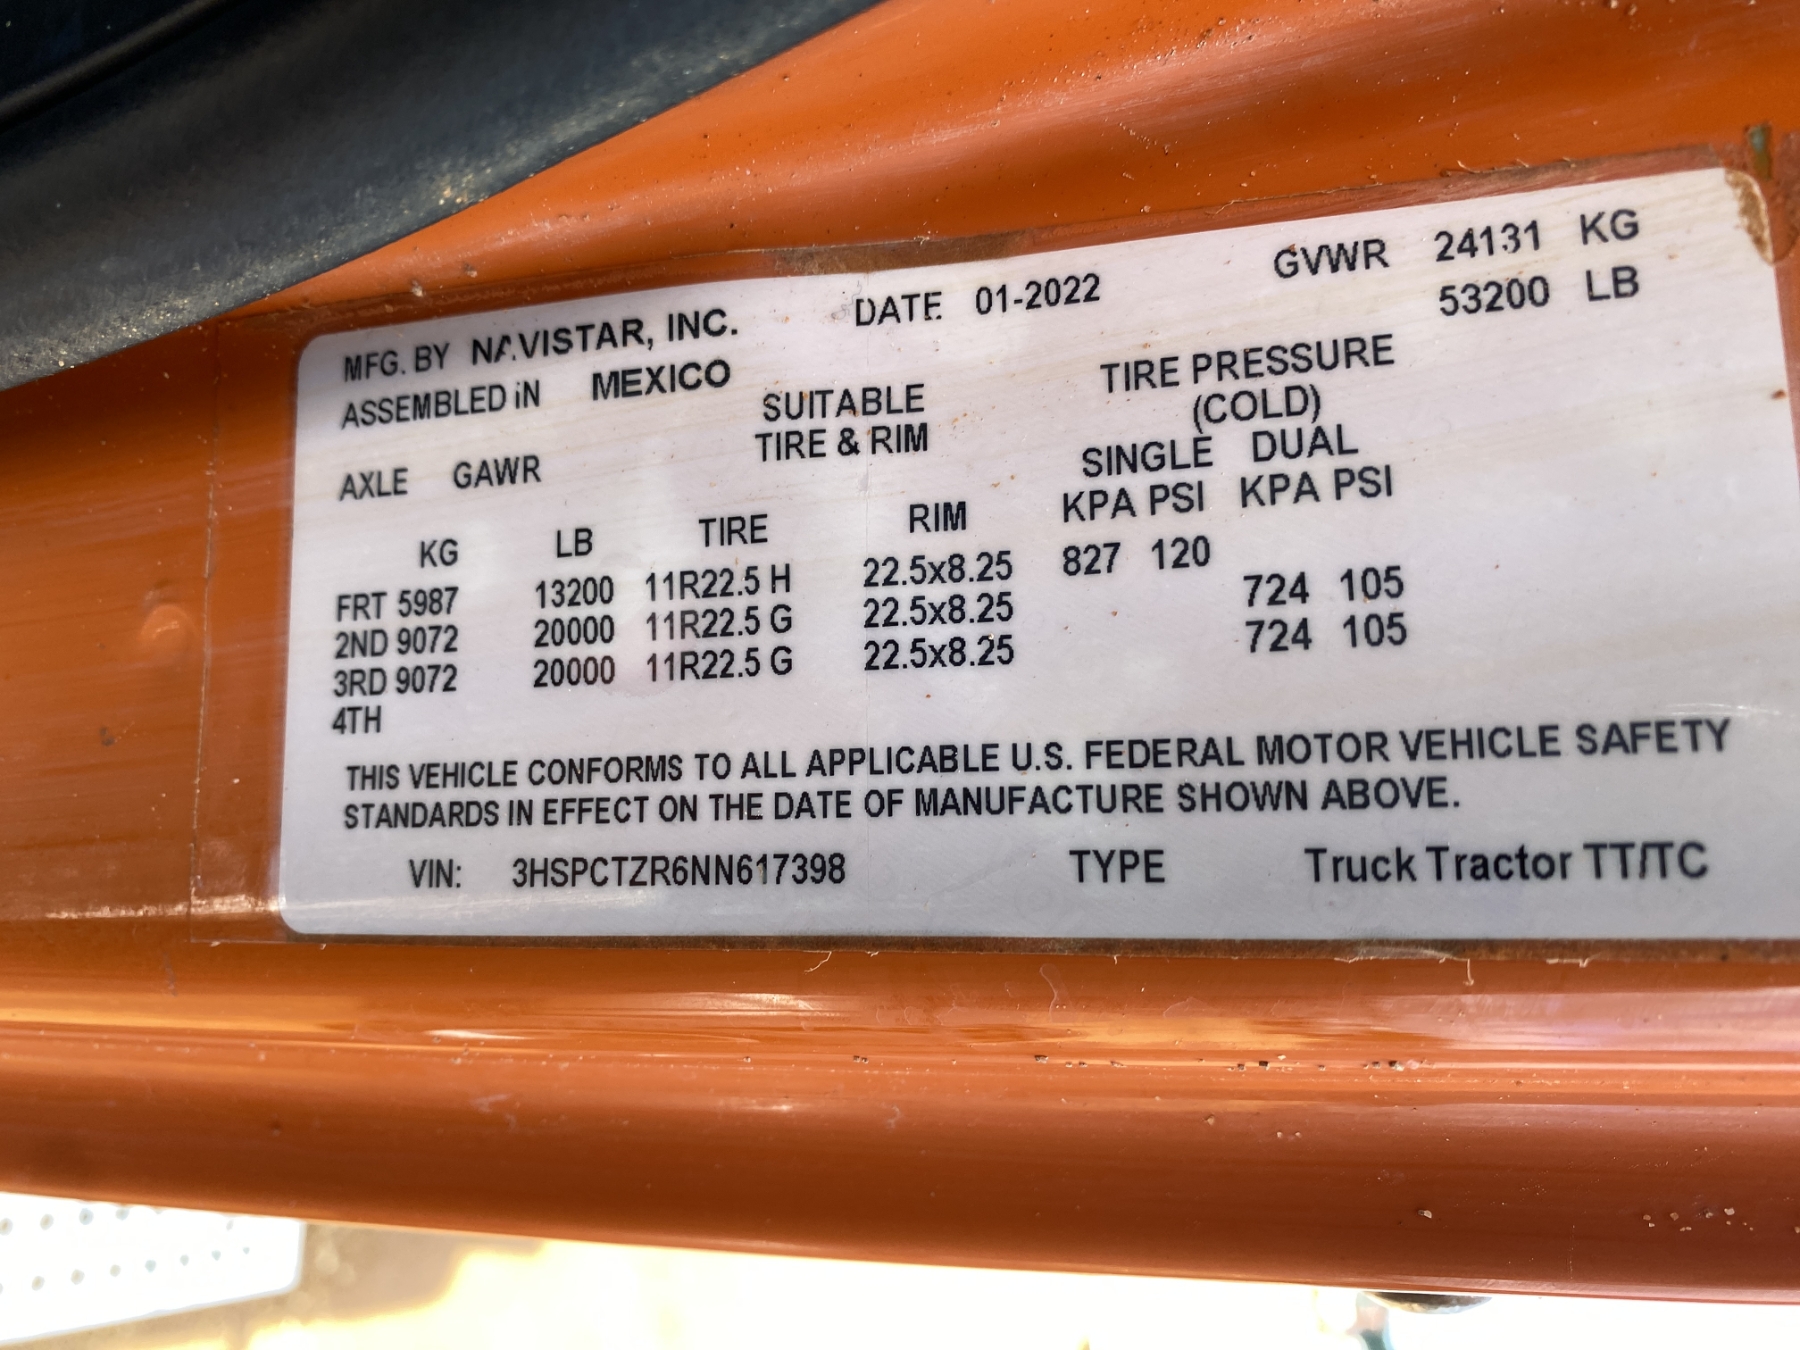 MFG. BY NAVISTAR, INC. DATE 01-2022 GVWR 24131 KG
53200 LB
ASSEMBLED iN MEXICO
SUITABLE TIRE PRESSURE
TIRE & RIM (COLD)
AXLE GAWR SINGLE DUAL
KG LB TIRE RIM KPA PSI KPA PSI
FRT 5987 13200 11R22.5 H 22.5x8.25 827 120
2ND 9072 20000 11R22.5 G 22.5x8.25 724 105
3RD 9072 20000 11R22.5 G 22.5x8.25 724 105
4TH
THIS VEHICLE CONFORMS TO ALL APPLICABLE U.S. FEDERAL MOTOR VEHICLE SAFETY
STANDARDS IN EFFECT ON THE DATE OF MANUFACTURE SHOWN ABOVE.
VIN: 3HSPCTZR6NN617398 TYPE Truck Tractor TT/TC